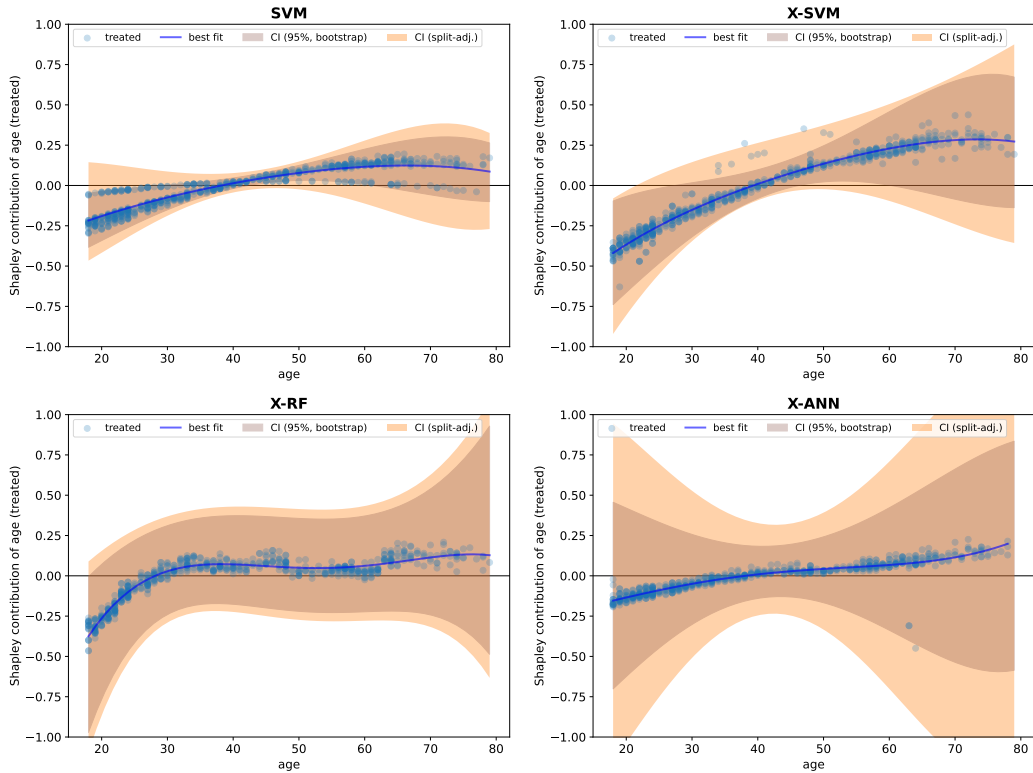 SVM
treated best fit CI (95%, bootstrap) CI (split-adj.)
Shapley contribution of age (treated)
1.00
0.75
0.50
0.25
0.00
−0.25
−0.50
−0.75
−1.00
20 30 40 50 60 70 80
age
X-SVM
treated best fit CI (95%, bootstrap) CI (split-adj.)
Shapley contribution of age (treated)
1.00
0.75
0.50
0.25
0.00
−0.25
−0.50
−0.75
−1.00
20 30 40 50 60 70 80
age
X-RF
treated best fit CI (95%, bootstrap) CI (split-adj.)
Shapley contribution of age (treated)
1.00
0.75
0.50
0.25
0.00
−0.25
−0.50
−0.75
−1.00
20 30 40 50 60 70 80
age
X-ANN
treated best fit CI (95%, bootstrap) CI (split-adj.)
Shapley contribution of age (treated)
1.00
0.75
0.50
0.25
0.00
−0.25
−0.50
−0.75
−1.00
20 30 40 50 60 70 80
age